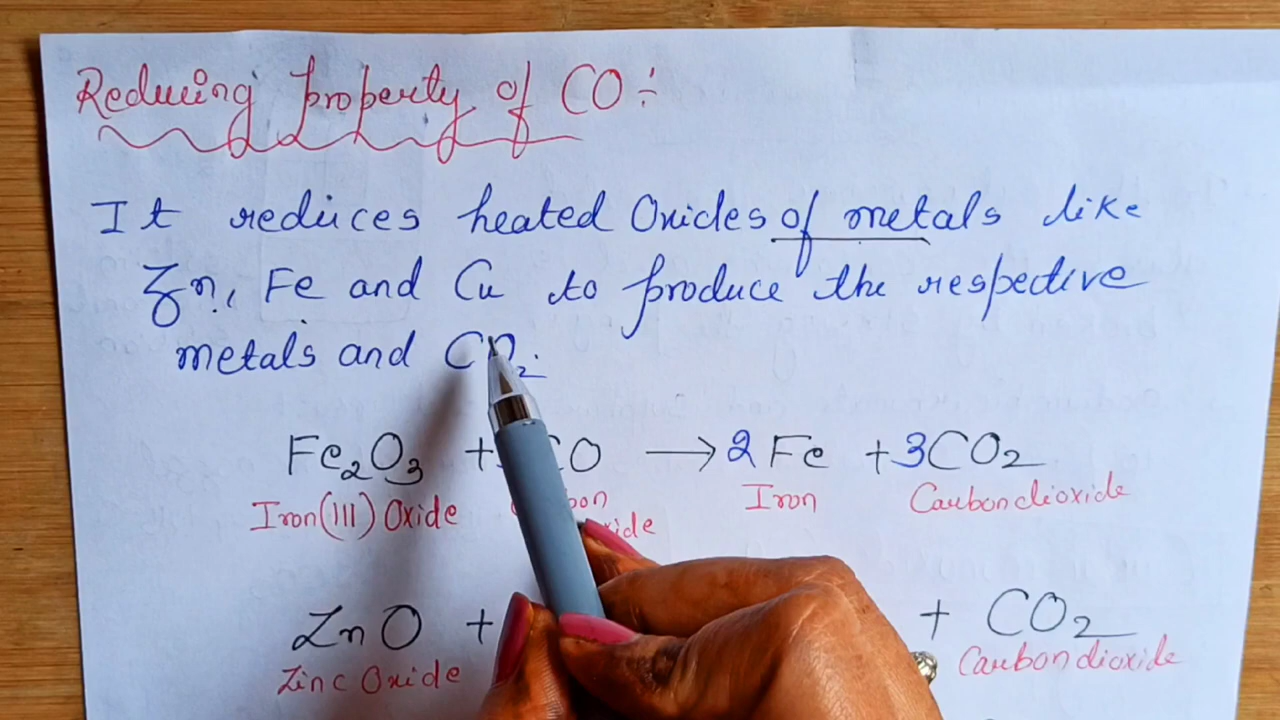 Reducing property of CO ÷
It reduces heated Oxides of metals like
Zn, Fe and Cu to produce the respective
metals and CO₂.
Fe₂O₃ + CO → 2Fe + 3CO₂
Iron(III) Oxide Iron Carbondioxide
ZnO + + CO₂
Zinc Oxide Carbondioxide